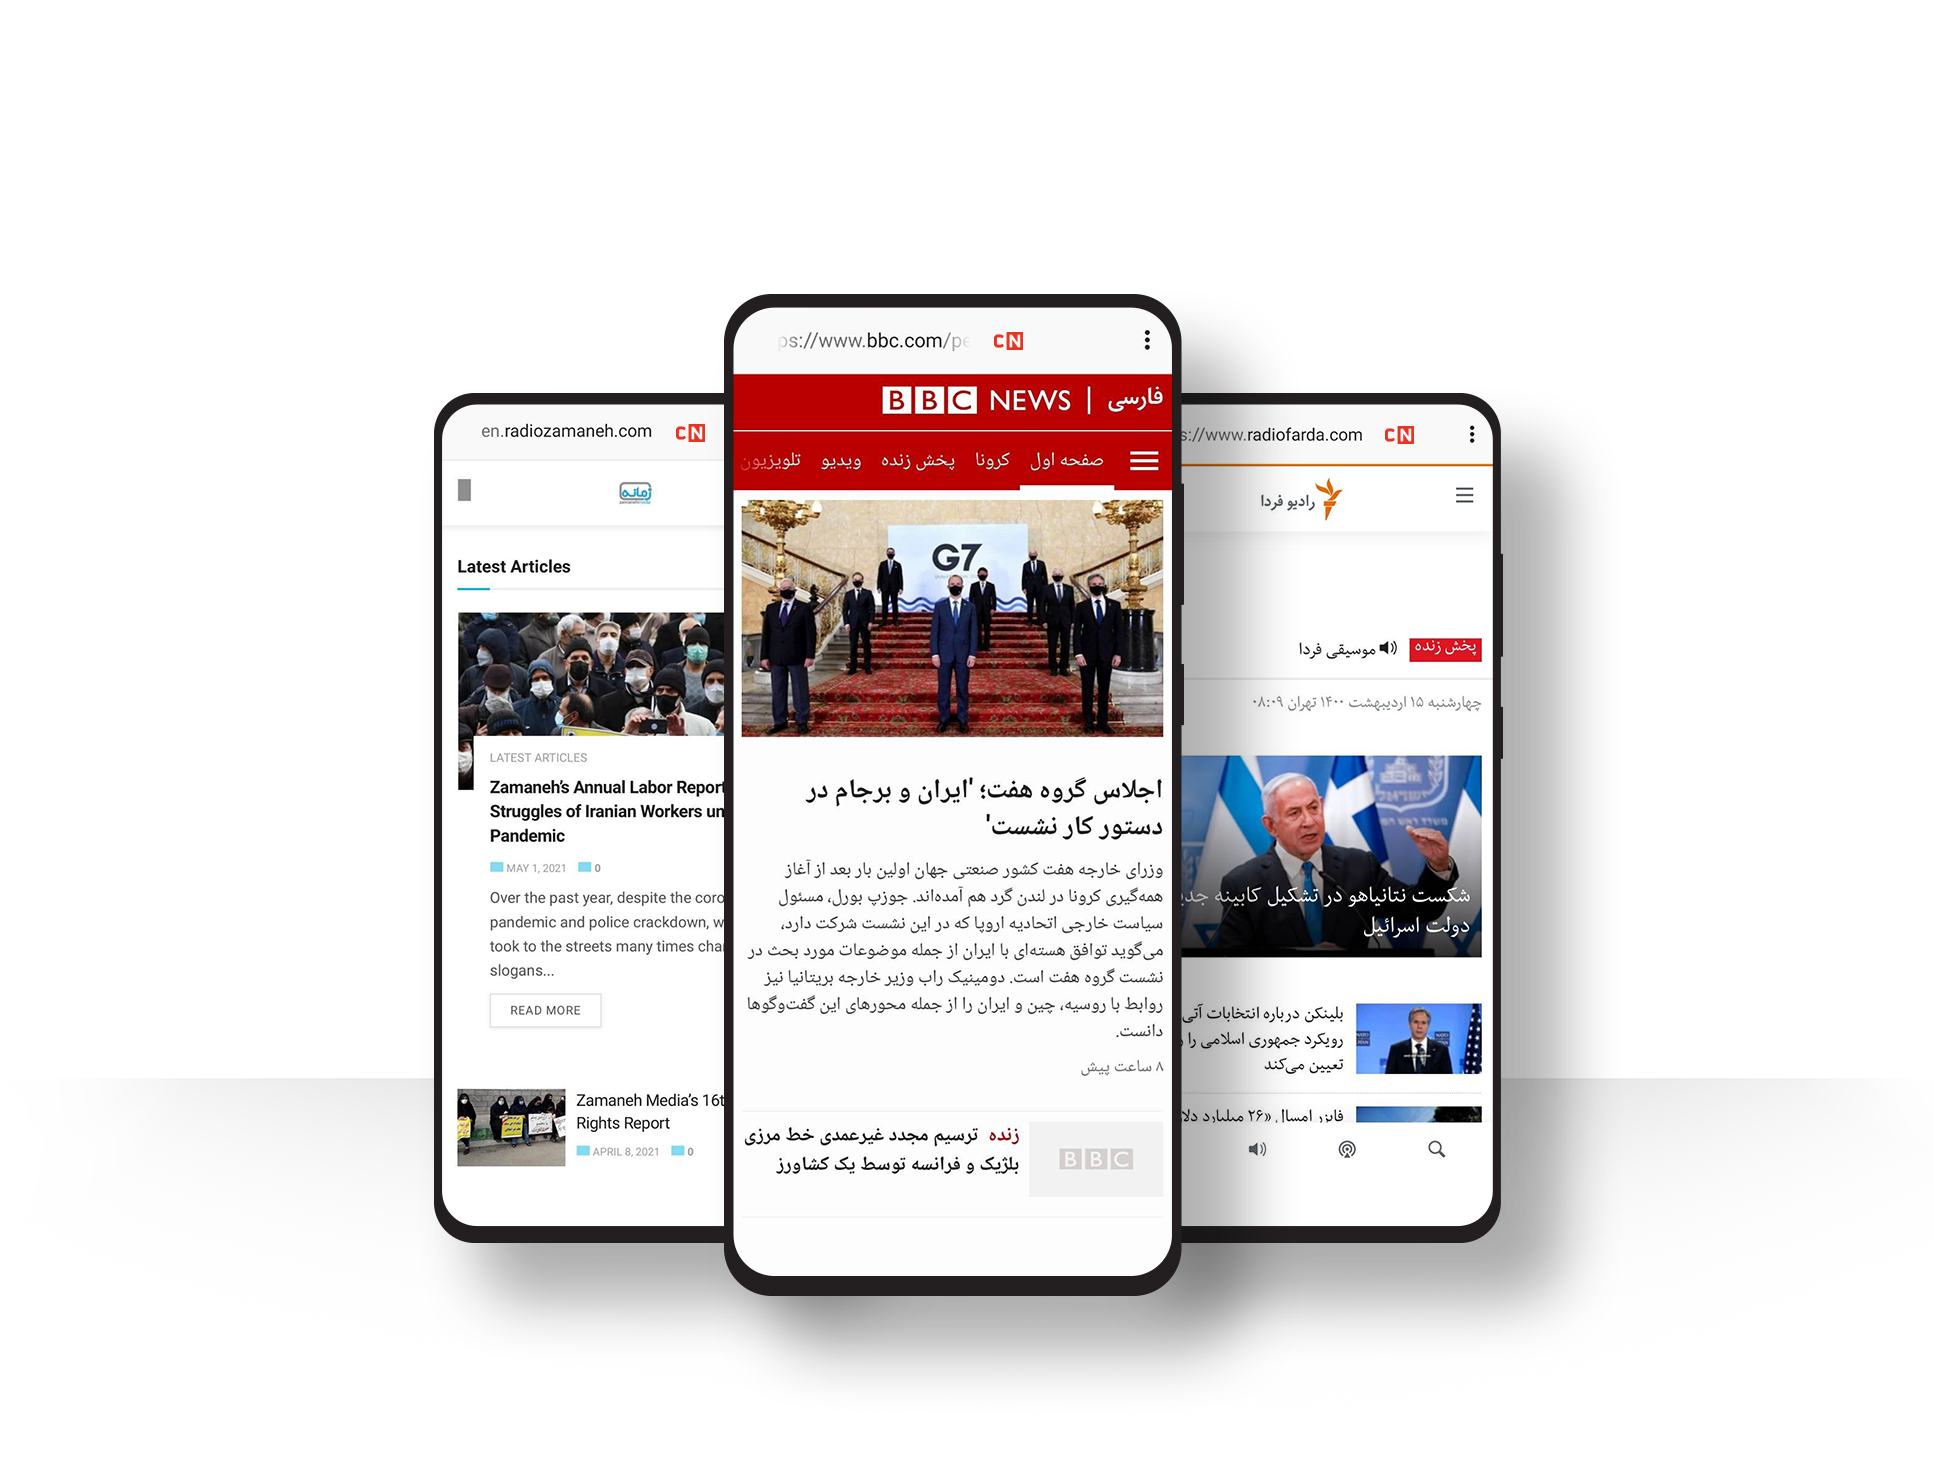 en.radiozamaneh.com CN
زمانه
Latest Articles
LATEST ARTICLES
Zamaneh's Annual Labor Report
Struggles of Iranian Workers un
Pandemic
MAY 1, 2021 0
Over the past year, despite the coro
pandemic and police crackdown, w
took to the streets many times cha
slogans...
READ MORE
Zamaneh Media's 16t
Rights Report
APRIL 8, 2021 0
ps://www.bbc.com/pe CN
BBC NEWS | فارسی
صفحه اول کرونا پخش زنده ویدیو تلویزیون
G7
اجلاس گروه هفت؛ 'ایران و برجام در
دستور کار نشست'
وزرای خارجه هفت کشور صنعتی جهان اولین بار بعد از آغاز
همه‌گیری کرونا در لندن گرد هم آمده‌اند. جوزپ بورل، مسئول
سیاست خارجی اتحادیه اروپا که در این نشست شرکت دارد،
می‌گوید توافق هسته‌ای با ایران از جمله موضوعات مورد بحث در
نشست گروه هفت است. دومینیک راب وزیر خارجه بریتانیا نیز
روابط با روسیه، چین و ایران را از جمله محورهای این گفت‌وگوها
دانست.
۸ ساعت پیش
زنده ترسیم مجدد غیرعمدی خط مرزی
بلژیک و فرانسه توسط یک کشاورز
BBC
s://www.radiofarda.com CN
رادیو فردا
پخش زنده موسیقی فردا
چهارشنبه ۱۵ اردیبهشت ۱۴۰۰ تهران ۰۸:۰۹
شکست نتانیاهو در تشکیل کابینه جدی
دولت اسرائیل
بلینکن درباره انتخابات آتی
رویکرد جمهوری اسلامی را
تعیین می‌کند
فایزر امسال «۲۶ میلیارد دلا